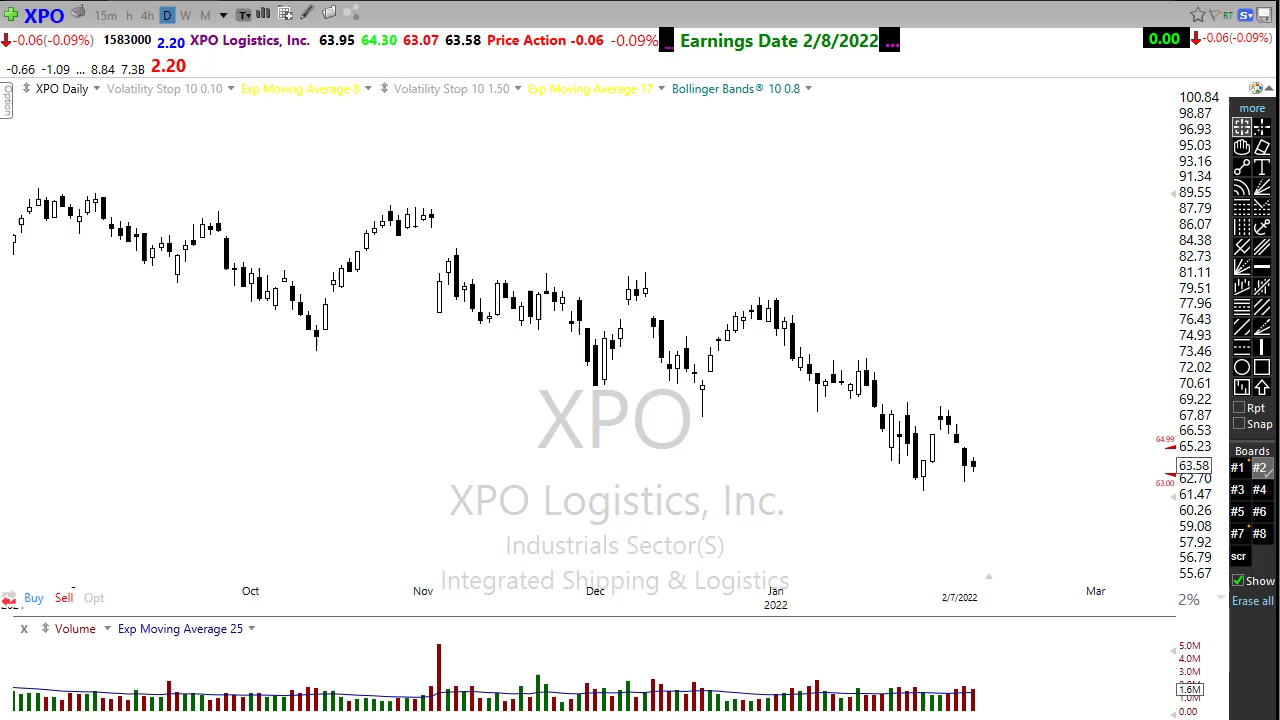 XPO 15m h 4h D W M T RT S
-0.06(-0.09%) 1583000 2.20 XPO Logistics, Inc. 63.95 64.30 63.07 63.58 Price Action -0.06 -0.09% ... Earnings Date 2/8/2022 ... 0.00 -0.06(-0.09%)
-0.66 -1.09 ... 8.84 7.3B 2.20
Option
XPO Daily Volatility Stop 10 0.10 Exp Moving Average 8 Volatility Stop 10 1.50 Exp Moving Average 17 Bollinger Bands® 10 0.8
100.84
98.87
96.93
95.03
93.16
91.34
89.55
87.79
86.07
84.38
82.73
81.11
79.51
77.96
76.43
74.93
73.46
72.02
70.61
69.22
67.87
66.53
65.23
63.58
62.70
61.47
60.26
59.08
57.92
56.79
55.67
64.99
63.00
XPO
XPO Logistics, Inc.
Industrials Sector(S)
Integrated Shipping & Logistics
Oct Nov Dec Jan Mar
2022 2/7/2022
Buy Sell Opt
2%
x Volume Exp Moving Average 25
5.0M
4.0M
3.0M
1.6M
0.00
more
T
Rpt
Snap
Boards
#1 #2
#3 #4
#5 #6
#7 #8
scr
Show
Erase all